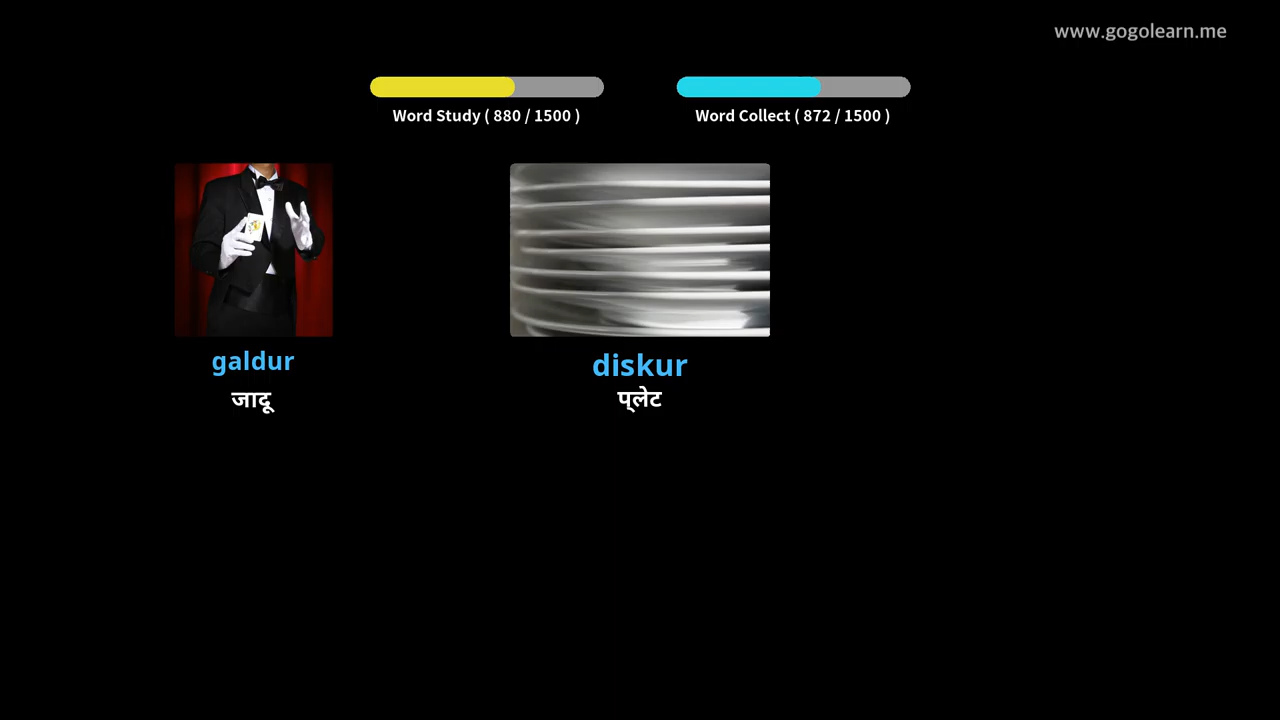 www.gogolearn.me
Word Study ( 880 / 1500 )
Word Collect ( 872 / 1500 )
galdur
जादू
diskur
प्लेट